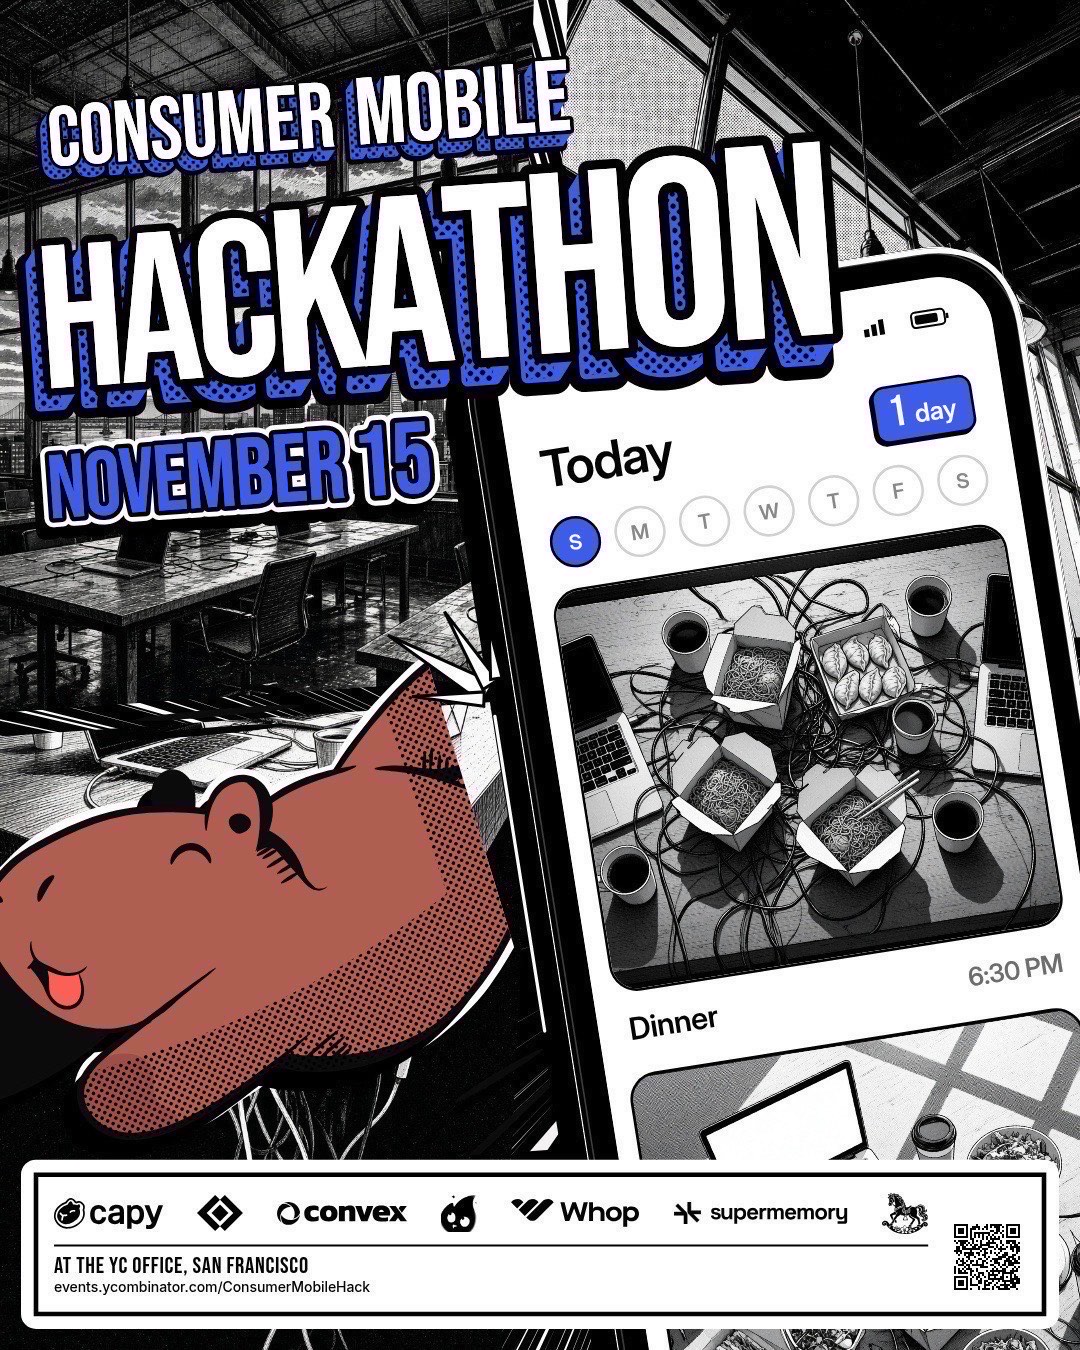 CONSUMER MOBILE
HACKATHON
NOVEMBER 15
1 day
Today
S M T W T F S
6:30 PM
Dinner
capy
convex
Whop
supermemory
AT THE YC OFFICE, SAN FRANCISCO
events.ycombinator.com/ConsumerMobileHack